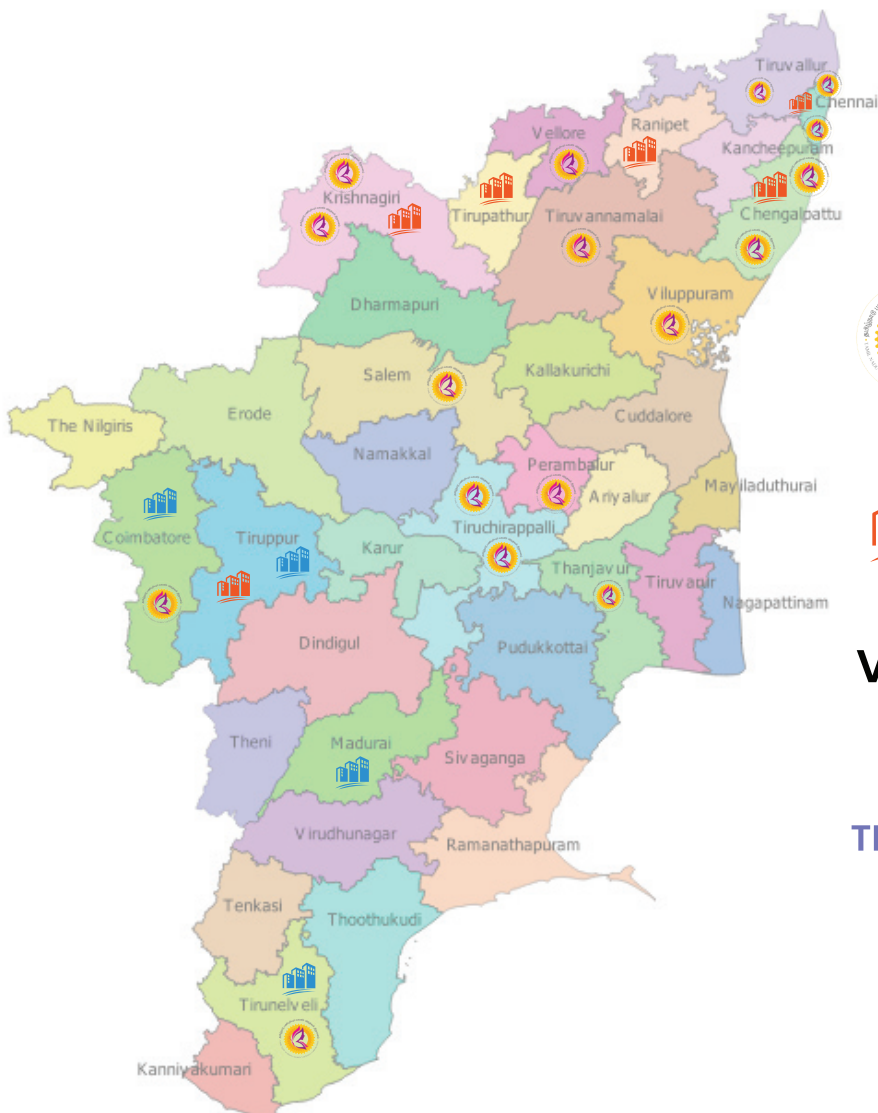 Tiruvallur
Chennai
Vellore
Ranipet
Kancheepuram
Krishnagiri
Tirupathur
Tiruvannamalai
Chengalpattu
Viluppuram
Dharmapuri
Salem
Kallakurichi
Erode
Cuddalore
The Nilgiris
Namakkal
Perambalur
Ariyalur
Mayiladuthurai
Tiruchirappalli
Coimbatore
Tiruppur
Karur
Thanjavur
Tiruvarur
Nagapattinam
Dindigul
Pudukkottai
V
Theni
Madurai
Sivaganga
Virudhunagar
Ramanathapuram
Tenkasi
Thoothukudi
Tirunelveli
Kanniyakumari